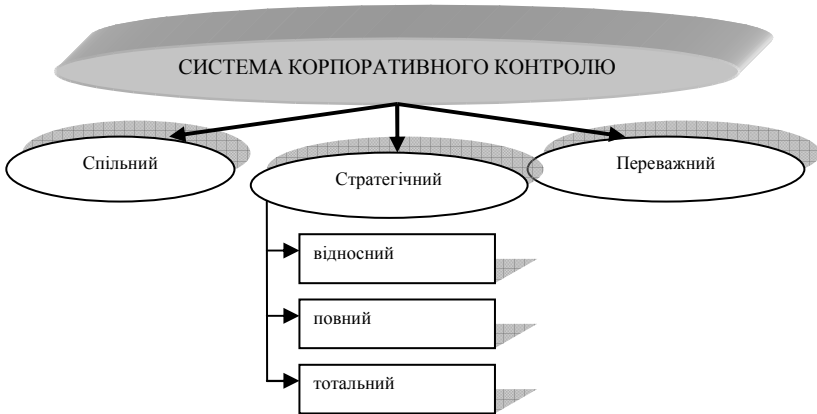 СИСТЕМА КОРПОРАТИВНОГО КОНТРОЛЮ
Спільний
Стратегічний
Переважний
відносний
повний
тотальний